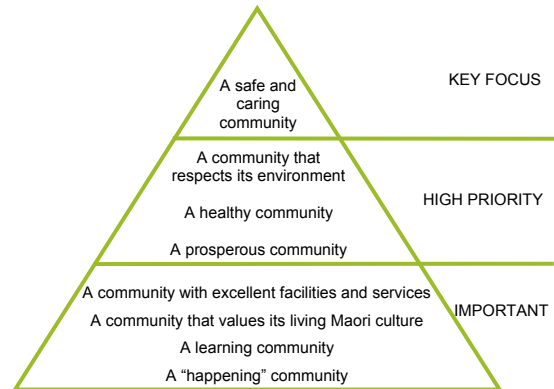 A safe and
caring
community
KEY FOCUS
A community that
respects its environment
A healthy community
A prosperous community
HIGH PRIORITY
A community with excellent facilities and services
A community that values its living Maori culture
A learning community
A “happening” community
IMPORTANT